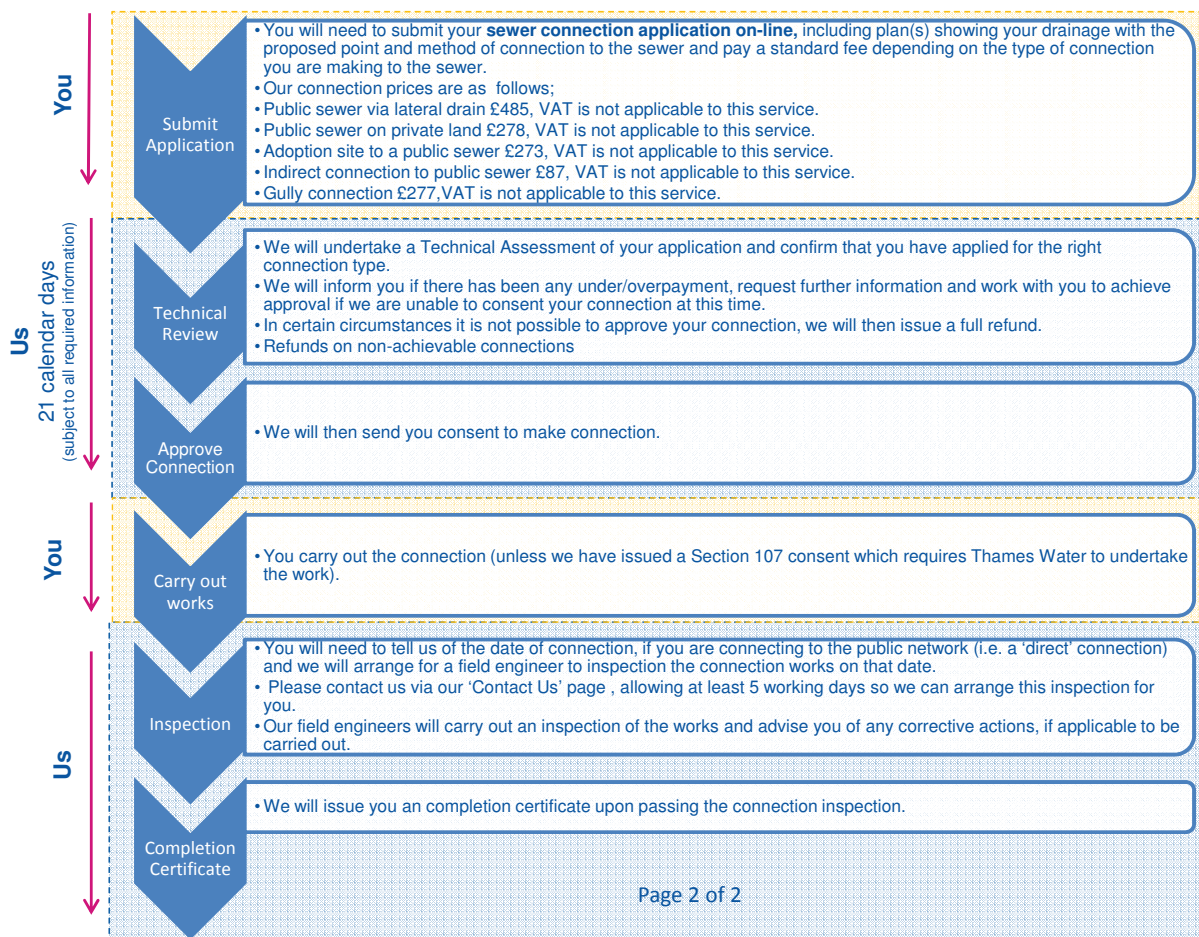 You
Submit
Application
• You will need to submit your sewer connection application on-line, including plan(s) showing your drainage with the
proposed point and method of connection to the sewer and pay a standard fee depending on the type of connection
you are making to the sewer.
• Our connection prices are as follows;
• Public sewer via lateral drain £485, VAT is not applicable to this service.
• Public sewer on private land £278, VAT is not applicable to this service.
• Adoption site to a public sewer £273, VAT is not applicable to this service.
• Indirect connection to public sewer £87, VAT is not applicable to this service.
• Gully connection £277,VAT is not applicable to this service.
Us
21 calendar days
(subject to all required information)
Technical
Review
• We will undertake a Technical Assessment of your application and confirm that you have applied for the right
connection type.
• We will inform you if there has been any under/overpayment, request further information and work with you to achieve
approval if we are unable to consent your connection at this time.
• In certain circumstances it is not possible to approve your connection, we will then issue a full refund.
• Refunds on non-achievable connections
Approve
Connection
• We will then send you consent to make connection.
You
Carry out
works
• You carry out the connection (unless we have issued a Section 107 consent which requires Thames Water to undertake
the work).
Us
Inspection
• You will need to tell us of the date of connection, if you are connecting to the public network (i.e. a ‘direct’ connection)
and we will arrange for a field engineer to inspection the connection works on that date.
• Please contact us via our ‘Contact Us’ page , allowing at least 5 working days so we can arrange this inspection for
you.
• Our field engineers will carry out an inspection of the works and advise you of any corrective actions, if applicable to be
carried out.
Completion
Certificate
• We will issue you an completion certificate upon passing the connection inspection.
Page 2 of 2